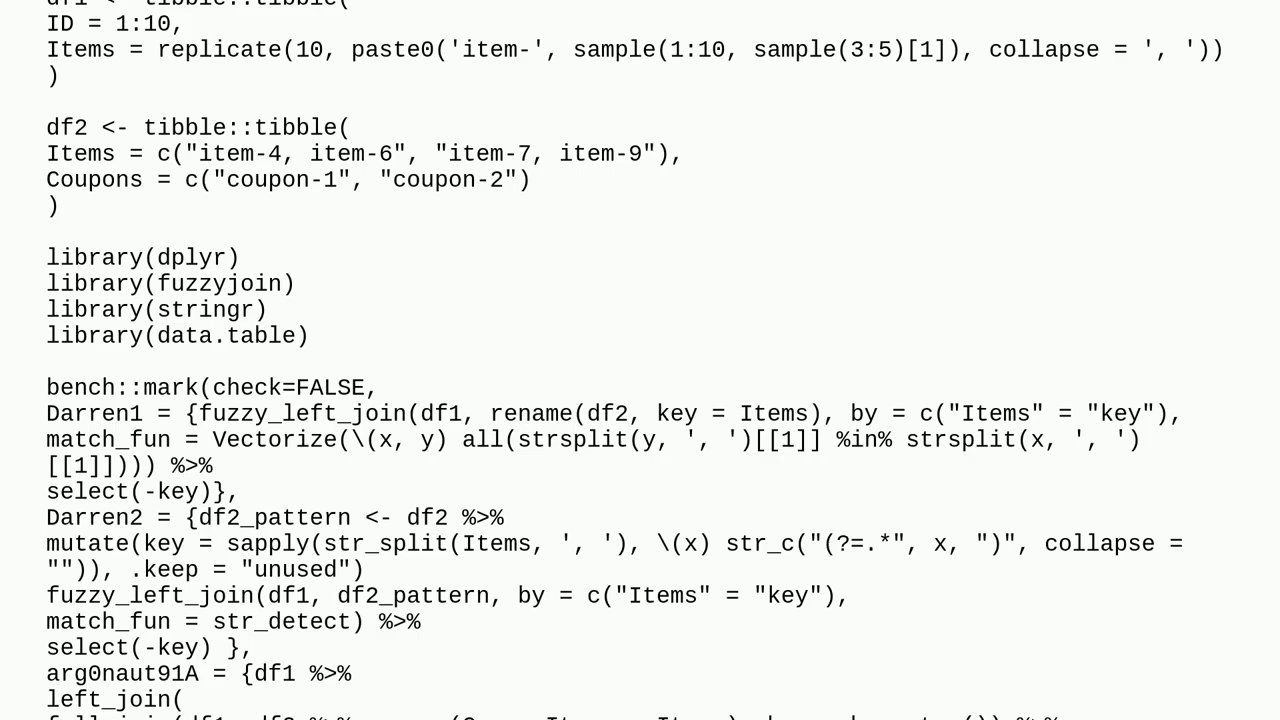 df1 <- tibble::tibble(
ID = 1:10,
Items = replicate(10, paste0('item-', sample(1:10, sample(3:5)[1]), collapse = ', '))
)
df2 <- tibble::tibble(
Items = c("item-4, item-6", "item-7, item-9"),
Coupons = c("coupon-1", "coupon-2")
)
library(dplyr)
library(fuzzyjoin)
library(stringr)
library(data.table)
bench::mark(check=FALSE,
Darren1 = {fuzzy_left_join(df1, rename(df2, key = Items), by = c("Items" = "key"),
match_fun = Vectorize(\(x, y) all(strsplit(y, ', ')[[1]] %in% strsplit(x, ', ')
[[1]]))) %>%
select(-key)},
Darren2 = {df2_pattern <- df2 %>%
mutate(key = sapply(str_split(Items, ', '), \(x) str_c("(?=.*", x, ")", collapse =
"")), .keep = "unused")
fuzzy_left_join(df1, df2_pattern, by = c("Items" = "key"),
match_fun = str_detect) %>%
select(-key) },
arg0naut91A = {df1 %>%
left_join(